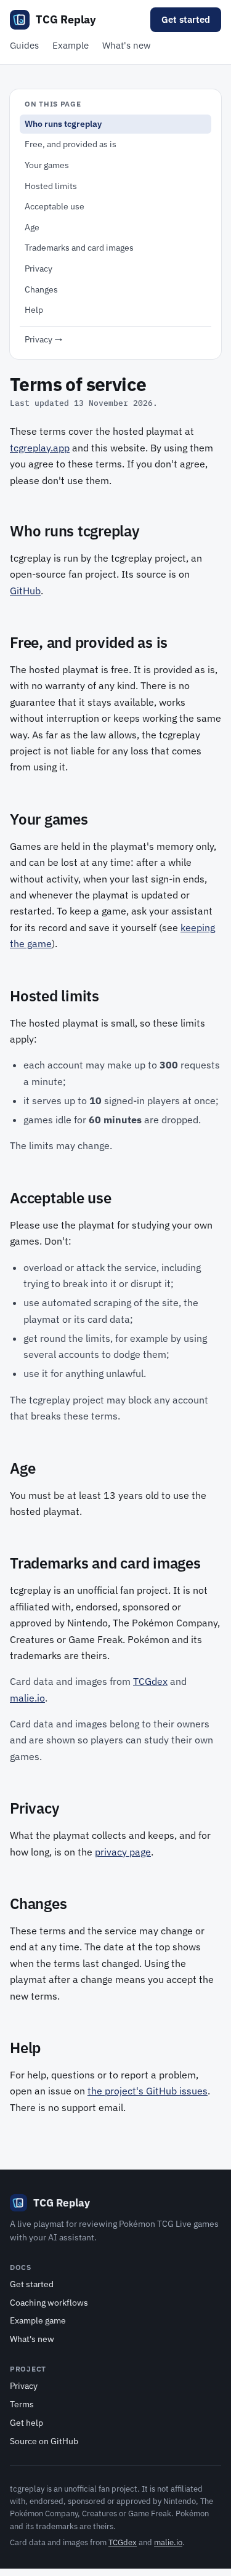 TCG Replay
Get started
Guides Example What's new
ON THIS PAGE
Who runs tcgreplay
Free, and provided as is
Your games
Hosted limits
Acceptable use
Age
Trademarks and card images
Privacy
Changes
Help
Privacy →
Terms of service
Last updated 13 November 2026.
These terms cover the hosted playmat at
tcgreplay.app and this website. By using them
you agree to these terms. If you don't agree,
please don't use them.
Who runs tcgreplay
tcgreplay is run by the tcgreplay project, an
open-source fan project. Its source is on
GitHub.
Free, and provided as is
The hosted playmat is free. It is provided as is,
with no warranty of any kind. There is no
guarantee that it stays available, works
without interruption or keeps working the same
way. As far as the law allows, the tcgreplay
project is not liable for any loss that comes
from using it.
Your games
Games are held in the playmat's memory only,
and can be lost at any time: after a while
without activity, when your last sign-in ends,
and whenever the playmat is updated or
restarted. To keep a game, ask your assistant
for its record and save it yourself (see keeping
the game).
Hosted limits
The hosted playmat is small, so these limits
apply:
• each account may make up to 300 requests
a minute;
• it serves up to 10 signed-in players at once;
• games idle for 60 minutes are dropped.
The limits may change.
Acceptable use
Please use the playmat for studying your own
games. Don't:
• overload or attack the service, including
trying to break into it or disrupt it;
• use automated scraping of the site, the
playmat or its card data;
• get round the limits, for example by using
several accounts to dodge them;
• use it for anything unlawful.
The tcgreplay project may block any account
that breaks these terms.
Age
You must be at least 13 years old to use the
hosted playmat.
Trademarks and card images
tcgreplay is an unofficial fan project. It is not
affiliated with, endorsed, sponsored or
approved by Nintendo, The Pokémon Company,
Creatures or Game Freak. Pokémon and its
trademarks are theirs.
Card data and images from TCGdex and
malie.io.
Card data and images belong to their owners
and are shown so players can study their own
games.
Privacy
What the playmat collects and keeps, and for
how long, is on the privacy page.
Changes
These terms and the service may change or
end at any time. The date at the top shows
when the terms last changed. Using the
playmat after a change means you accept the
new terms.
Help
For help, questions or to report a problem,
open an issue on the project's GitHub issues.
There is no support email.
TCG Replay
A live playmat for reviewing Pokémon TCG Live games
with your AI assistant.
DOCS
Get started
Coaching workflows
Example game
What's new
PROJECT
Privacy
Terms
Get help
Source on GitHub
tcgreplay is an unofficial fan project. It is not affiliated
with, endorsed, sponsored or approved by Nintendo, The
Pokémon Company, Creatures or Game Freak. Pokémon
and its trademarks are theirs.
Card data and images from TCGdex and malie.io.